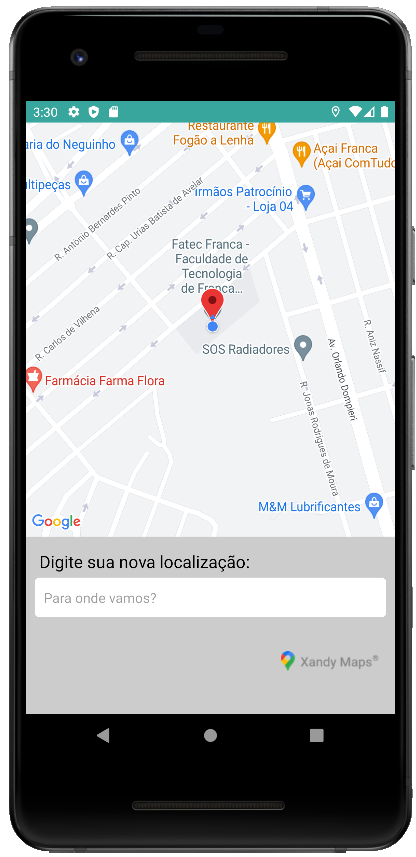 3:30
Restaurante
Fogão a Lenha
aria do Neguinho
Açai Franca
(Açai ComTudo
ultipeças
Irmãos Patrocínio
- Loja 04
R. Antonio Bernardes Pinto
R. Cap. Urias Batista de Avelar
Fatec Franca -
Faculdade de
Tecnologia
de Franca...
R. Carlos de Vilhena
SOS Radiadores
Av. Orlando Dompieri
R. Aniz Nassif
Farmácia Farma Flora
R. Jonas Rodrigues de Moura
M&M Lubrificantes
Google
Digite sua nova localização:
Para onde vamos?
Xandy Maps®